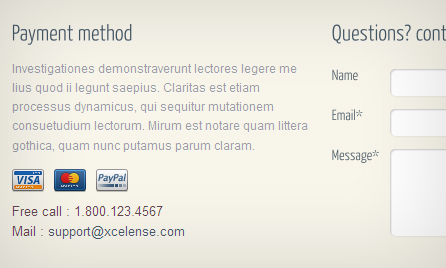 Payment method
Investigationes demonstraverunt lectores legere me
lius quod ii legunt saepius. Claritas est etiam
processus dynamicus, qui sequitur mutationem
consuetudium lectorum. Mirum est notare quam littera
gothica, quam nunc putamus parum claram.
VISA MasterCard PayPal
Free call : 1.800.123.4567
Mail : support@xcelense.com
Questions? cont
Name
Email*
Message*